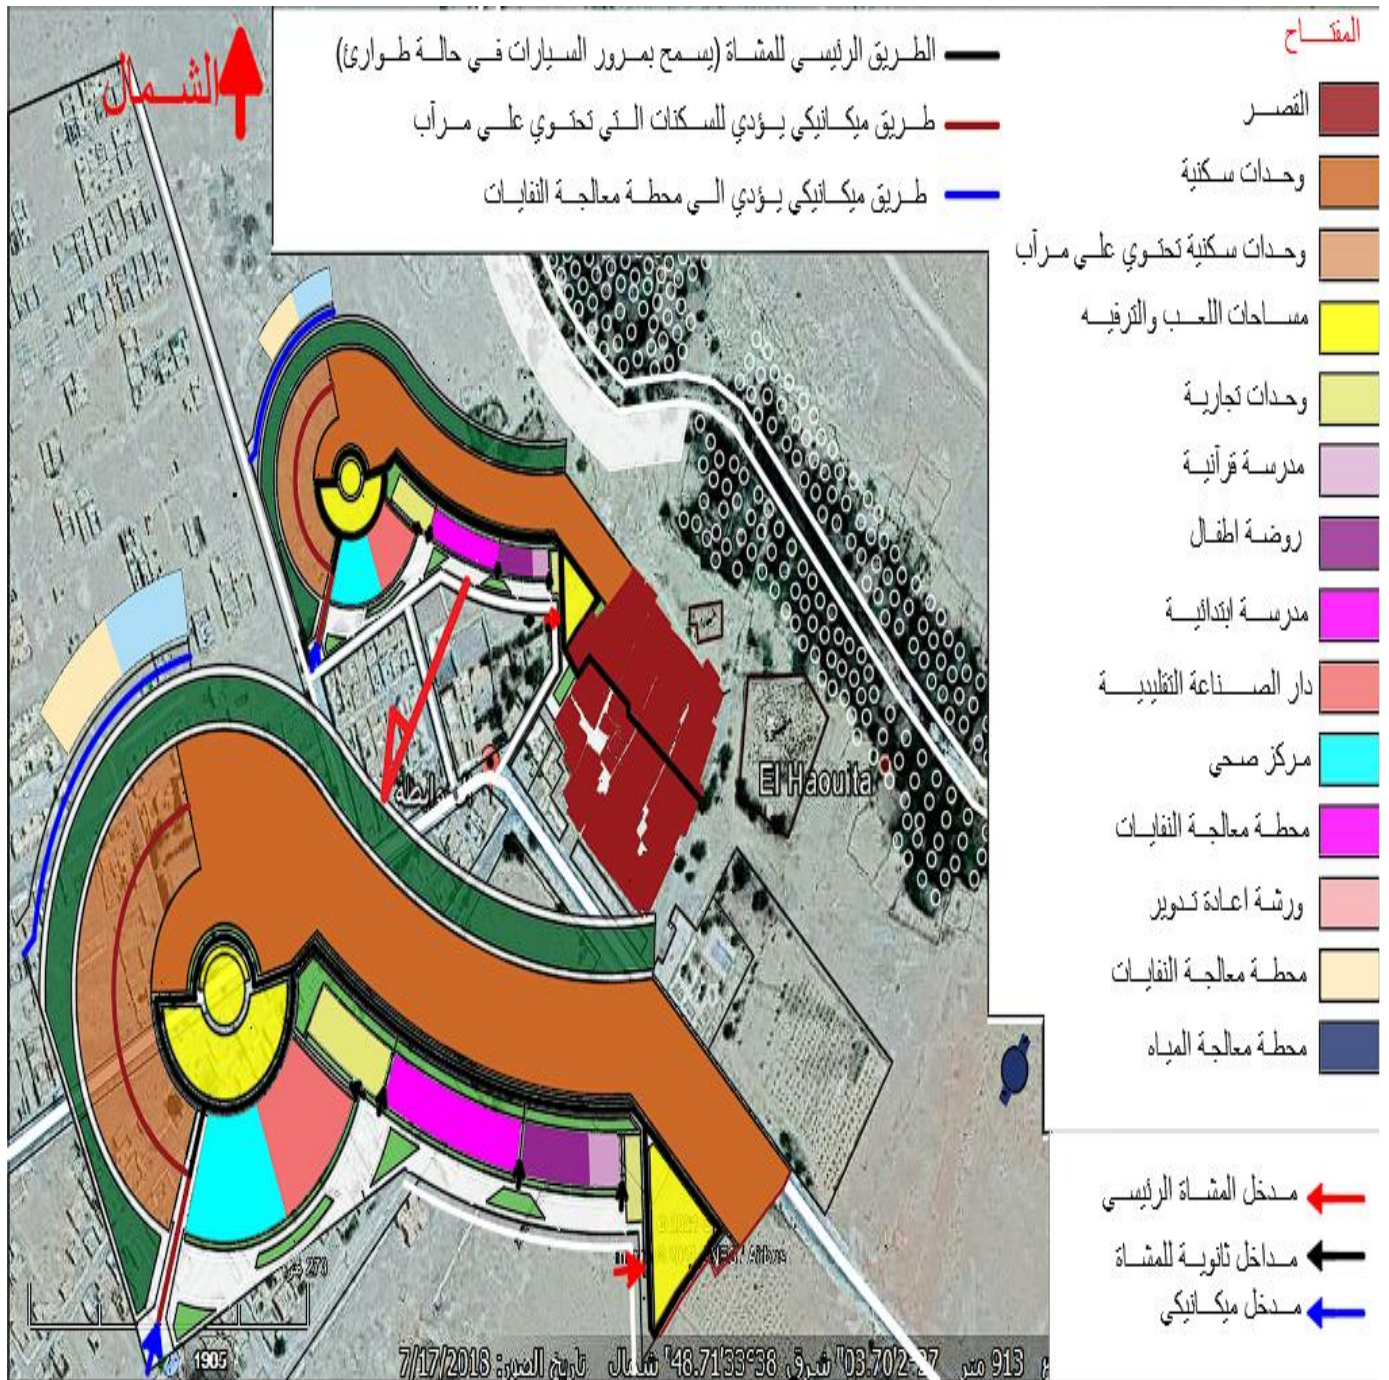 المفتاح
القصر
وحدات سكنية
وحدات سكنية تحتوي على مرآب
مساحات اللعب والترفيه
وحدات تجارية
مدرسة قرآنية
روضة اطفال
مدرسة ابتدائية
دار الصناعة التقليدية
مركز صحي
محطة معالجة النفايات
ورشة اعادة تدوير
محطة معالجة النفايات
محطة معالجة المياه
مدخل المشاة الرئيسي
مداخل ثانوية للمشاة
مدخل ميكانيكي
الطريق الرئيسي للمشاة (يسمح بمرور السيارات في حالة طوارئ)
طريق ميكانيكي يؤدي للسكنات التي تحتوي على مرآب
طريق ميكانيكي يؤدي الى محطة معالجة النفايات
الشمال
El Haouita
Airbus
1905
تاريخ الصور: 7/17/2018
913 متر